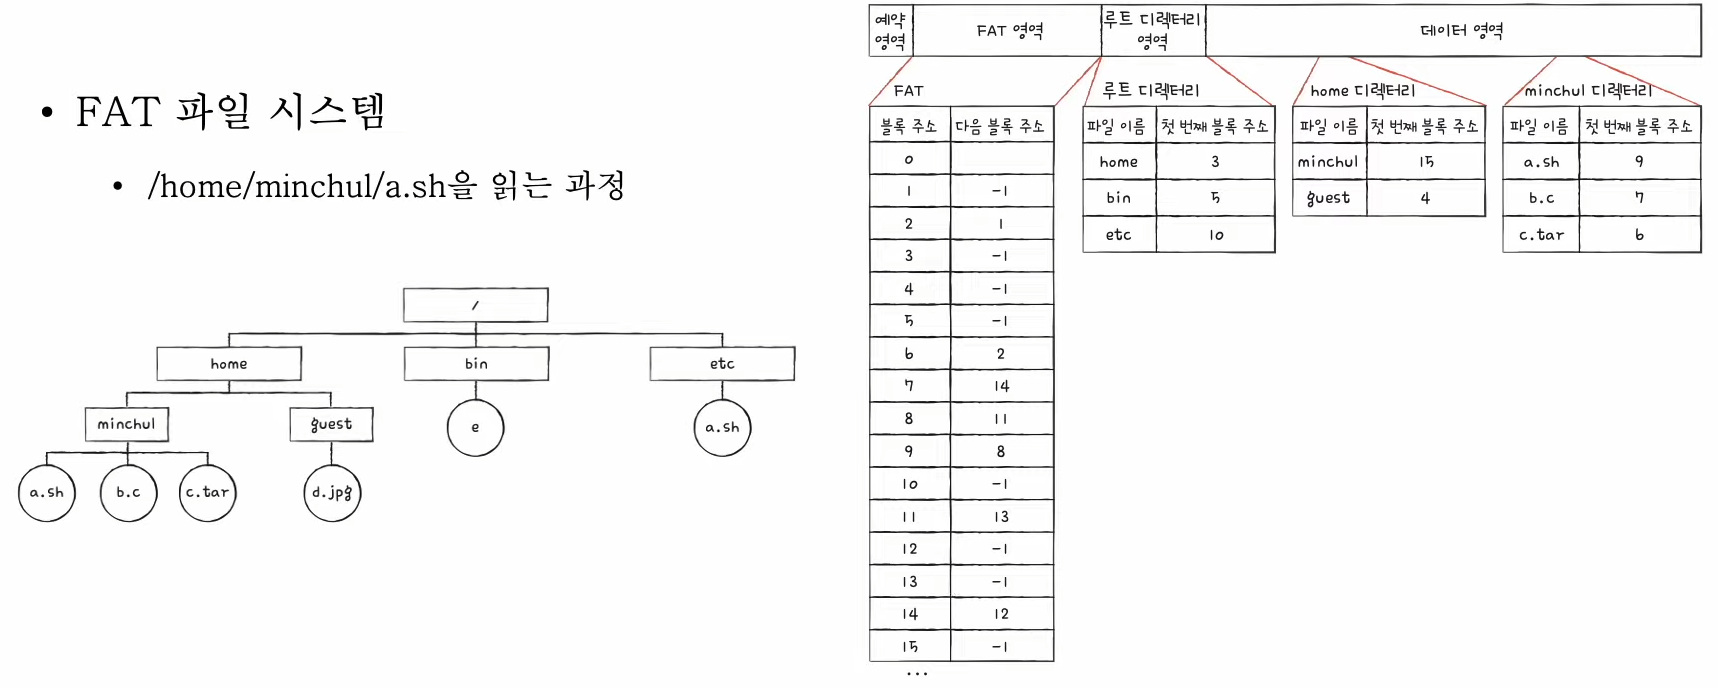 • FAT 파일 시스템
• /home/minchul/a.sh을 읽는 과정
/
home bin etc
minchul guest e a.sh
a.sh b.c c.tar d.jpg
예약 영역 FAT 영역 루트 디렉터리 영역 데이터 영역
FAT
블록 주소 다음 블록 주소
0
1 -1
2 1
3 -1
4 -1
5 -1
6 2
7 14
8 11
9 8
10 -1
11 13
12 -1
13 -1
14 12
15 -1
...
루트 디렉터리
파일 이름 첫 번째 블록 주소
home 3
bin 5
etc 10
home 디렉터리
파일 이름 첫 번째 블록 주소
minchul 15
guest 4
minchul 디렉터리
파일 이름 첫 번째 블록 주소
a.sh 9
b.c 7
c.tar 6